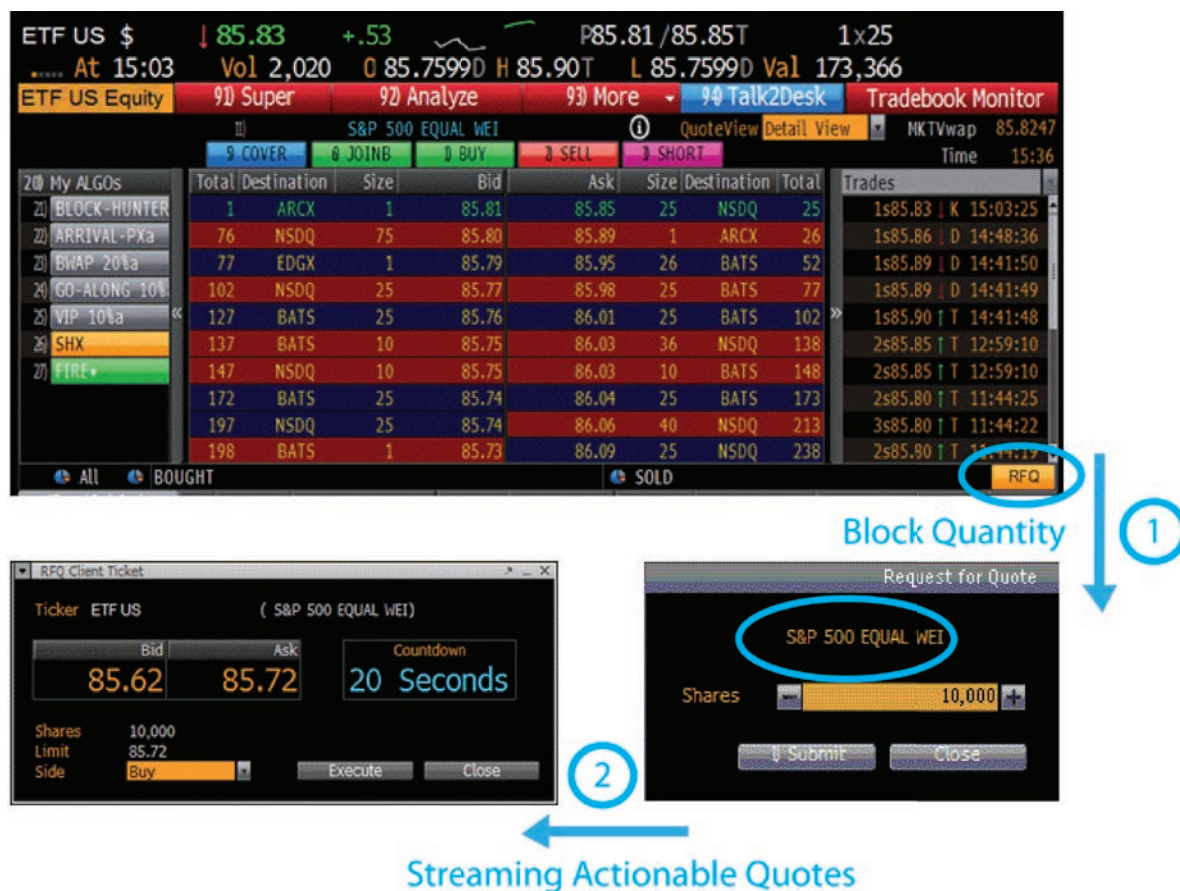 ETF US $ ↓ 85.83 +.53 P85.81/85.85T 1x25
At 15:03 Vol 2,020 O 85.7599D H 85.90T L 85.7599D Val 173,366
ETF US Equity 91) Super 92) Analyze 93) More 94) Talk2Desk Tradebook Monitor
11) S&P 500 EQUAL WEI QuoteView Detail View MKTVwap 85.8247
9 COVER 6 JOINB 1) BUY 2 SELL 3) SHORT Time 15:36
20) My ALGOs Total Destination Size Bid Ask Size Destination Total Trades
21) BLOCK-HUNTER 1 ARCX 1 85.81 85.85 25 NSDQ 25 1s85.83 ↓ K 15:03:25
22) ARRIVAL-PXa 76 NSDQ 75 85.80 85.89 1 ARCX 26 1s85.86 ↓ D 14:48:36
23) BWAP 20%a 77 EDGX 1 85.79 85.95 26 BATS 52 1s85.89 ↓ D 14:41:50
24) GO-ALONG 10% 102 NSDQ 25 85.77 85.98 25 BATS 77 1s85.89 ↓ D 14:41:49
25) VIP 10%a « 127 BATS 25 85.76 86.01 25 BATS 102 » 1s85.90 ↑ T 14:41:48
26) SHX 137 BATS 10 85.75 86.03 36 NSDQ 138 2s85.85 ↑ T 12:59:10
27) FIRE* 147 NSDQ 10 85.75 86.03 10 BATS 148 2s85.85 ↑ T 12:59:10
172 BATS 25 85.74 86.04 25 BATS 173 2s85.80 ↑ T 11:44:25
197 NSDQ 25 85.74 86.06 40 NSDQ 213 3s85.80 ↑ T 11:44:22
198 BATS 1 85.73 86.09 25 NSDQ 238 2s85.80 ↑ T 11:44:19
All BOUGHT SOLD RFQ
Block Quantity 1
RFQ Client Ticket
Ticker ETF US ( S&P 500 EQUAL WEI)
Bid Ask Countdown
85.62 85.72 20 Seconds
Shares 10,000
Limit 85.72
Side Buy Execute Close
Request for Quote
S&P 500 EQUAL WEI
Shares - 10,000 +
1) Submit Close
2
Streaming Actionable Quotes